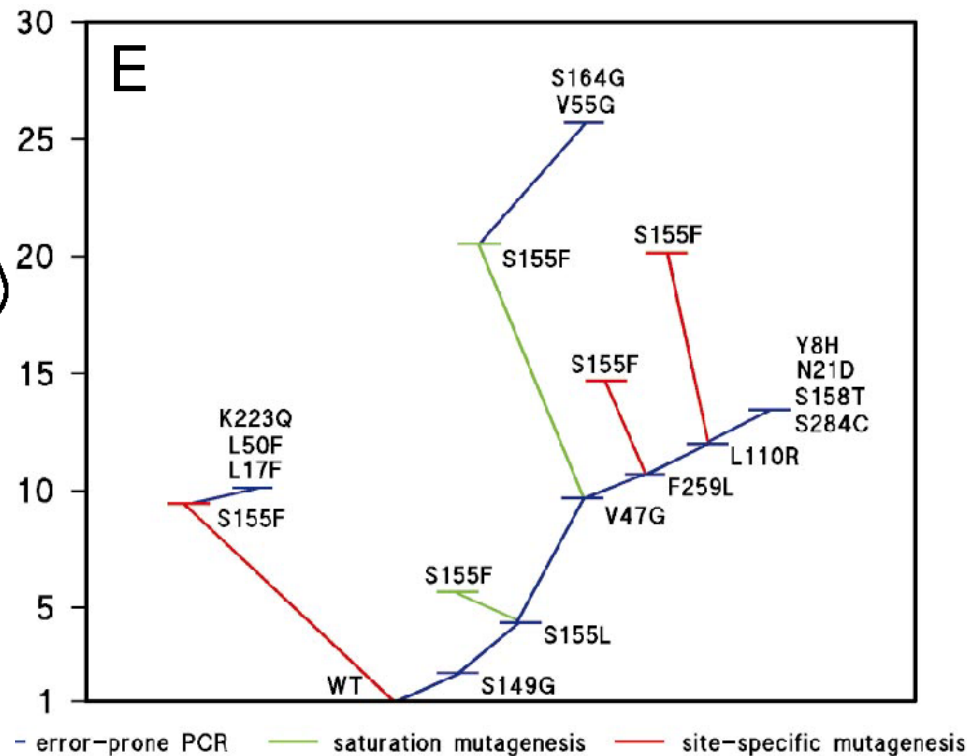 30
E
S164G
V55G
25
S155F
20
S155F
S155F
Y8H
N21D
S158T
S284C
15
K223Q
L50F
L17F
L110R
F259L
10
S155F
V47G
S155F
5
S155L
WT
S149G
1
error-prone PCR
saturation mutagenesis
site-specific mutagenesis